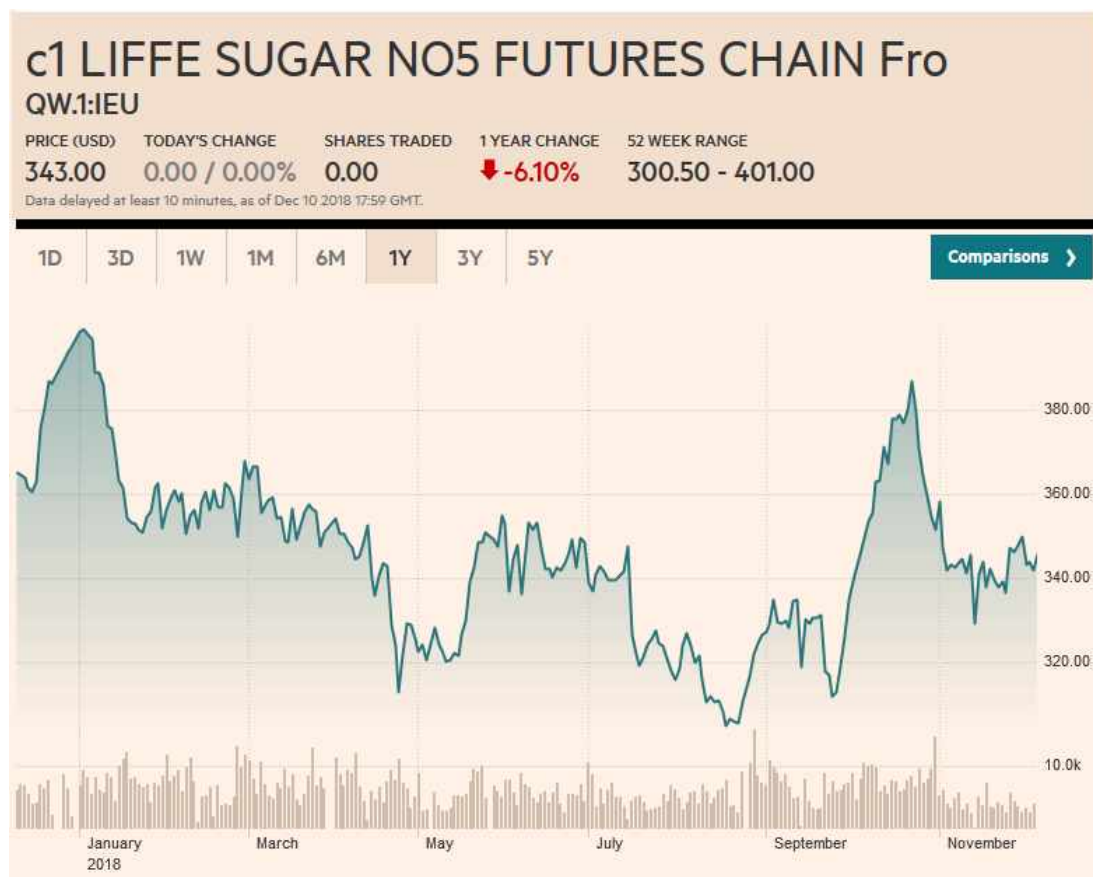 c1 LIFFE SUGAR NO5 FUTURES CHAIN Fro
QW.1:IEU
PRICE (USD) TODAY'S CHANGE SHARES TRADED 1 YEAR CHANGE 52 WEEK RANGE
343.00 0.00 / 0.00% 0.00 -6.10% 300.50 - 401.00
Data delayed at least 10 minutes, as of Dec 10 2018 17:59 GMT.
1D 3D 1W 1M 6M 1Y 3Y 5Y Comparisons
380.00
360.00
340.00
320.00
10.0k
January March May July September November
2018